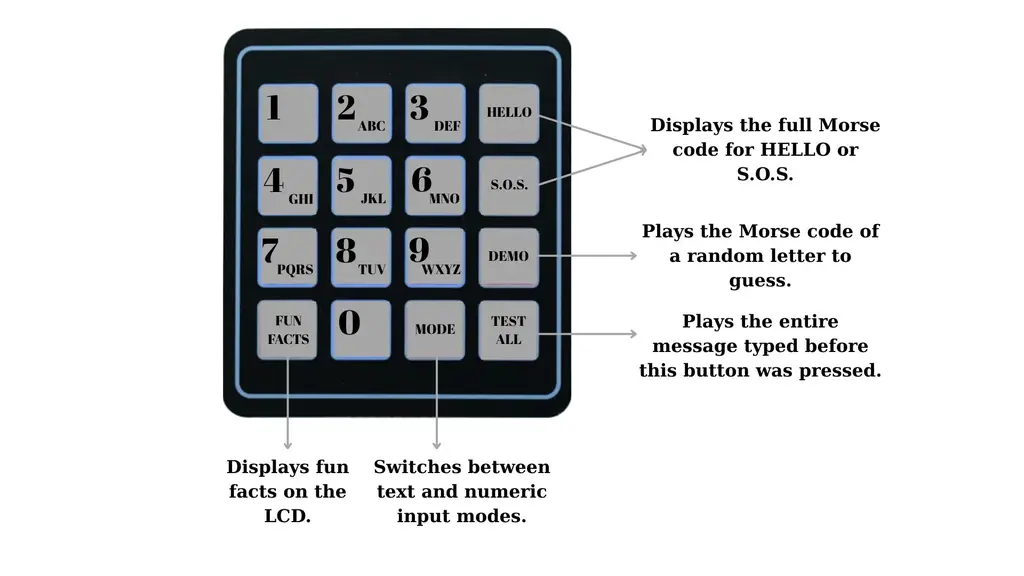 1
2 ABC
3 DEF
HELLO
4 GHI
5 JKL
6 MNO
S.O.S.
7 PQRS
8 TUV
9 WXYZ
DEMO
FUN
FACTS
0
MODE
TEST
ALL
Displays the full Morse
code for HELLO or
S.O.S.
Plays the Morse code of
a random letter to
guess.
Plays the entire
message typed before
this button was pressed.
Displays fun
facts on the
LCD.
Switches between
text and numeric
input modes.